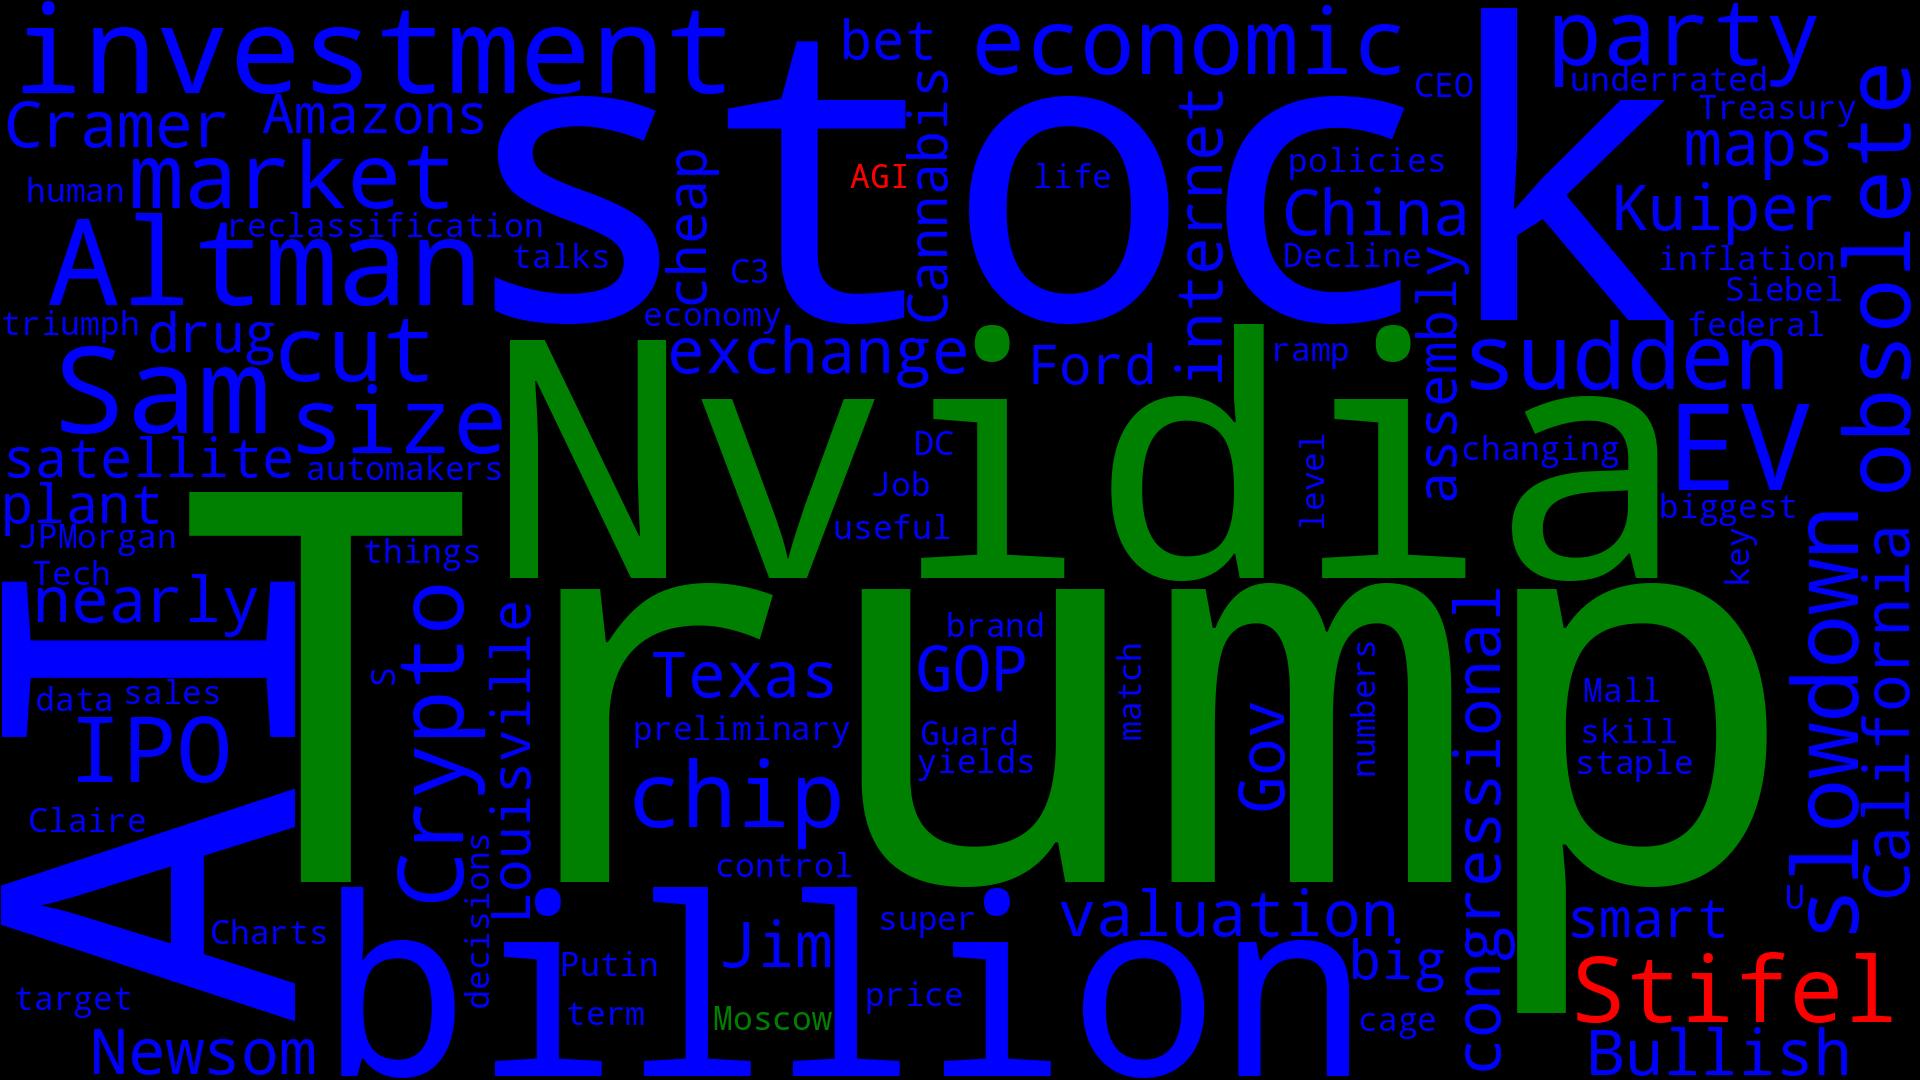 investment
bet
economic
party
CEO
underrated
Treasury
Cramer
Amazons
stock
Cannabis
internet
maps
obsolete
market
human
cheap
AGI
life
policies
China
Kuiper
reclassification
Altman
talks
C3
Decline
inflation
Siebel
economy
triumph
drug
cut
exchange
Ford
ramp
assembly
federal
sudden
Sam
size
Nvidia
EV
satellite
automakers
DC
level
changing
Job
plant
useful
biggest
JPMorgan
things
key
Tech
nearly
AI
Trump
Crypto
Louisville
brand
Texas
GOP
match
numbers
congressional
slowdown
California
S
data
sales
IPO
preliminary
Guard
yields
Gov
Mall
skill
staple
chip
Claire
control
decisions
Charts
billion
super
valuation
U
smart
Jim
Putin
big
Stifel
target
term
Moscow
price
cage
Newsom
Bullish